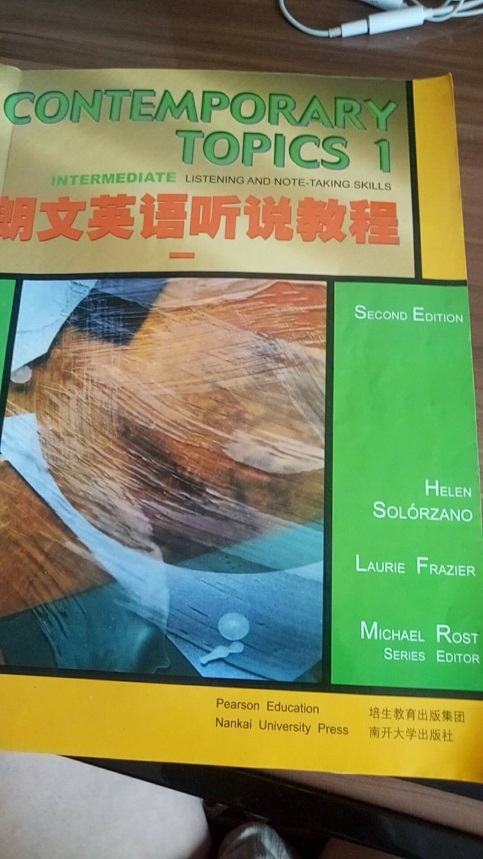 CONTEMPORARY
TOPICS 1
INTERMEDIATE LISTENING AND NOTE-TAKING SKILLS
朗文英语听说教程
一
SECOND EDITION
HELEN
SOLÓRZANO
LAURIE FRAZIER
MICHAEL ROST
SERIES EDITOR
Pearson Education
Nankai University Press
培生教育出版集团
南开大学出版社